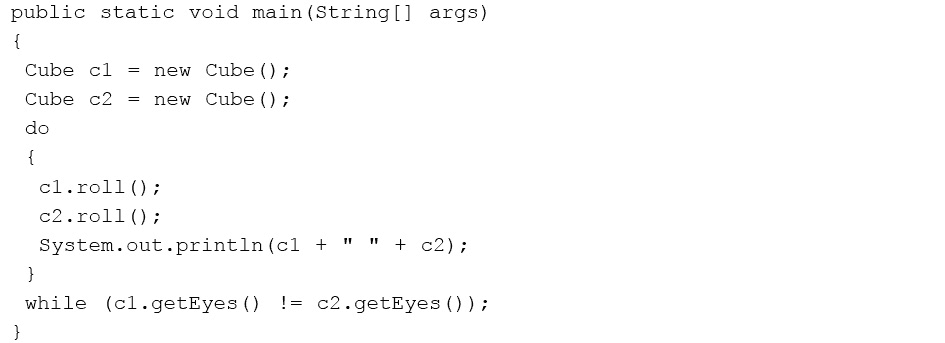 public static void main(String[] args)
{
 Cube c1 = new Cube();
 Cube c2 = new Cube();
 do
 {
  c1.roll();
  c2.roll();
  System.out.println(c1 + " " + c2);
 }
 while (c1.getEyes() != c2.getEyes());
}